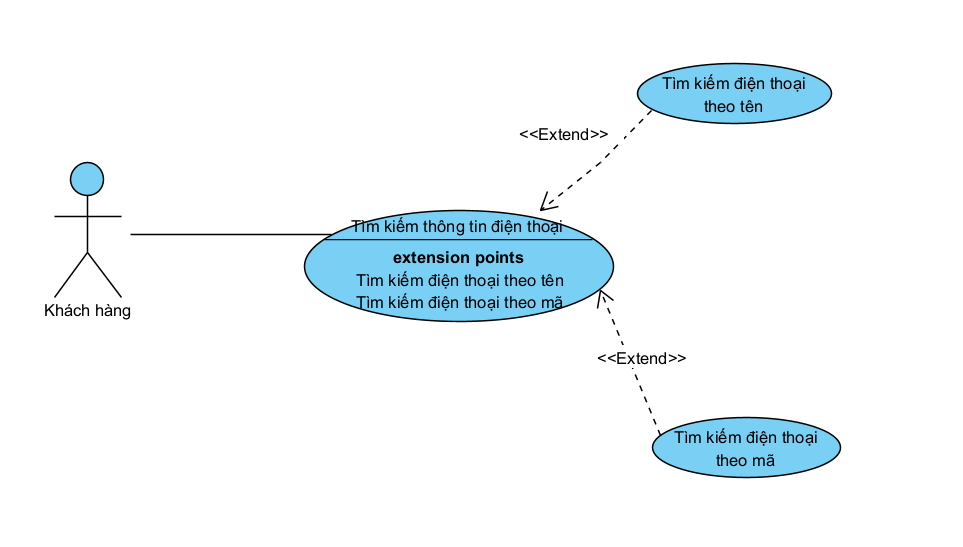 Tìm kiếm điện thoại
theo tên
<<Extend>>
Tìm kiếm thông tin điện thoại
extension points
Tìm kiếm điện thoại theo tên
Tìm kiếm điện thoại theo mã
Khách hàng
<<Extend>>
Tìm kiếm điện thoại
theo mã